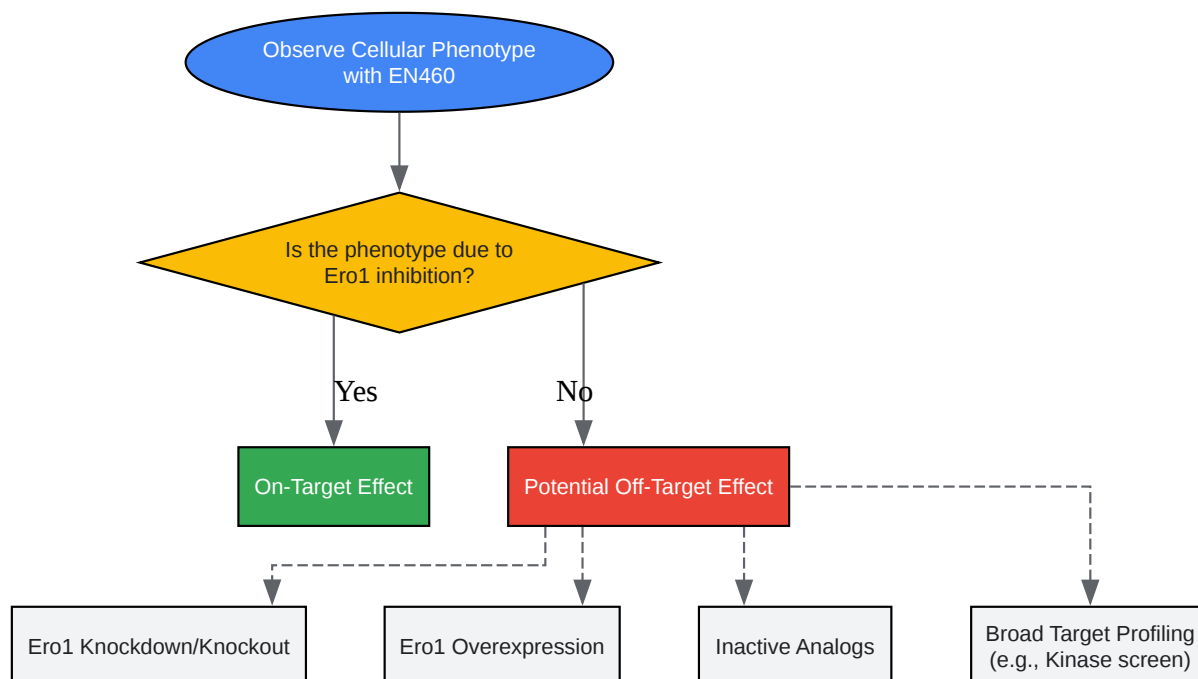 Observe Cellular Phenotype
with EN460
Is the phenotype due to
Ero1 inhibition?
Yes
No
On-Target Effect
Potential Off-Target Effect
Ero1 Knockdown/Knockout
Ero1 Overexpression
Inactive Analogs
Broad Target Profiling
(e.g., Kinase screen)